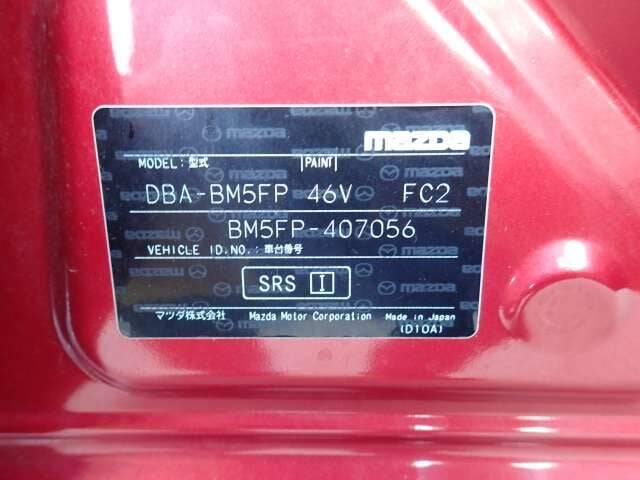 mazda
MODEL: 型式 PAINT
DBA-BM5FP 46V FC2
BM5FP-407056
VEHICLE ID.NO.: 車台番号
SRS I
マツダ株式会社 Mazda Motor Corporation Made in Japan
(D10A)